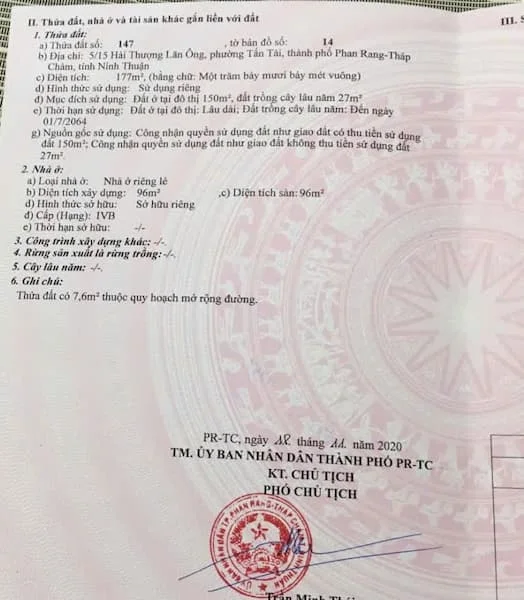 II. Thửa đất, nhà ở và tài sản khác gắn liền với đất
III. S
1. Thửa đất:
a) Thửa đất số: 147 , tờ bản đồ số: 14
b) Địa chỉ: 5/15 Hải Thượng Lãn Ông, phường Tấn Tài, thành phố Phan Rang-Tháp
Chàm, tỉnh Ninh Thuận
c) Diện tích: 177m², (bằng chữ: Một trăm bảy mươi bảy mét vuông)
d) Hình thức sử dụng: Sử dụng riêng
đ) Mục đích sử dụng: Đất ở tại đô thị 150m², đất trồng cây lâu năm 27m²
e) Thời hạn sử dụng: Đất ở tại đô thị: Lâu dài; Đất trồng cây lâu năm: Đến ngày
01/7/2064
g) Nguồn gốc sử dụng: Công nhận quyền sử dụng đất như giao đất có thu tiền sử dụng
đất 150m²; Công nhận quyền sử dụng đất như giao đất không thu tiền sử dụng đất
27m².
2. Nhà ở:
a) Loại nhà ở: Nhà ở riêng lẻ
b) Diện tích xây dựng: 96m² ,c) Diện tích sàn: 96m²
d) Hình thức sở hữu: Sở hữu riêng
đ) Cấp (Hạng): IVB
e) Thời hạn sở hữu: -/-
3. Công trình xây dựng khác: -/-.
4. Rừng sản xuất là rừng trồng:-/-.
5. Cây lâu năm: -/-.
6. Ghi chú:
Thửa đất có 7,6m² thuộc quy hoạch mở rộng đường.
PR-TC, ngày 18 tháng 11 năm 2020
TM. ỦY BAN NHÂN DÂN THÀNH PHỐ PR-TC
KT. CHỦ TỊCH
PHÓ CHỦ TỊCH
Trần Minh